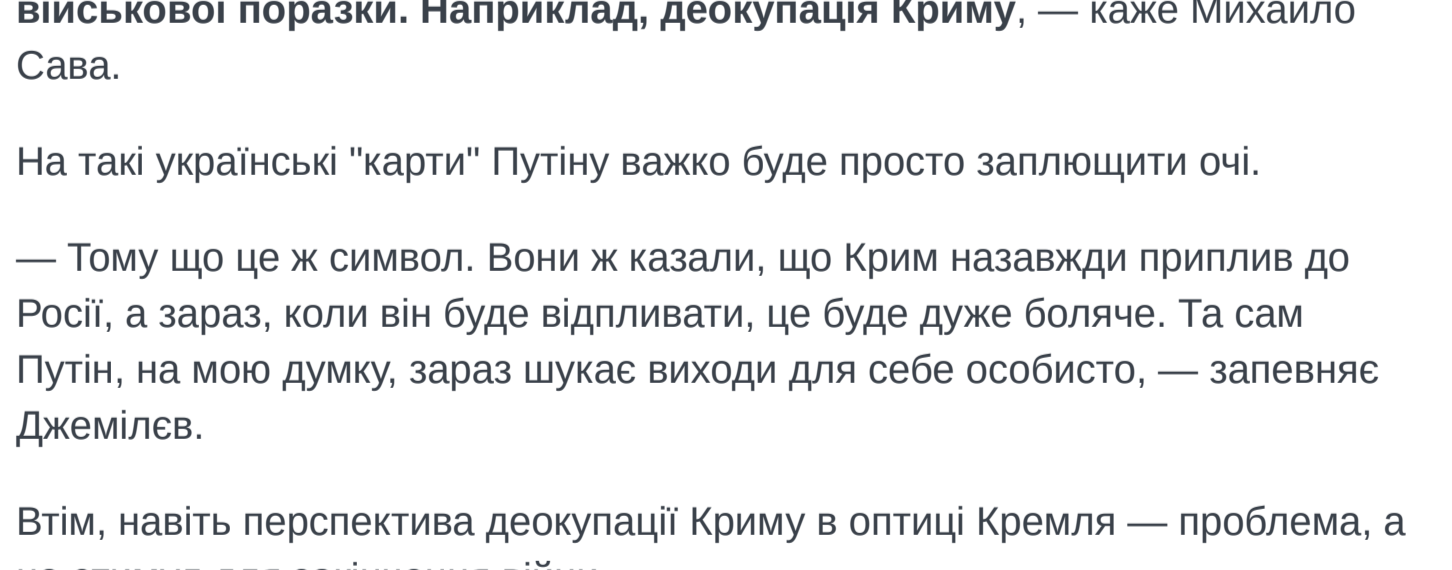 військової поразки. Наприклад, деокупація Криму, — каже Михайло
Сава.
На такі українські "карти" Путіну важко буде просто заплющити очі.
— Тому що це ж символ. Вони ж казали, що Крим назавжди приплив до
Росії, а зараз, коли він буде відпливати, це буде дуже боляче. Та сам
Путін, на мою думку, зараз шукає виходи для себе особисто, — запевняє
Джемілєв.
Втім, навіть перспектива деокупації Криму в оптиці Кремля — проблема, а
для закінчення війни.